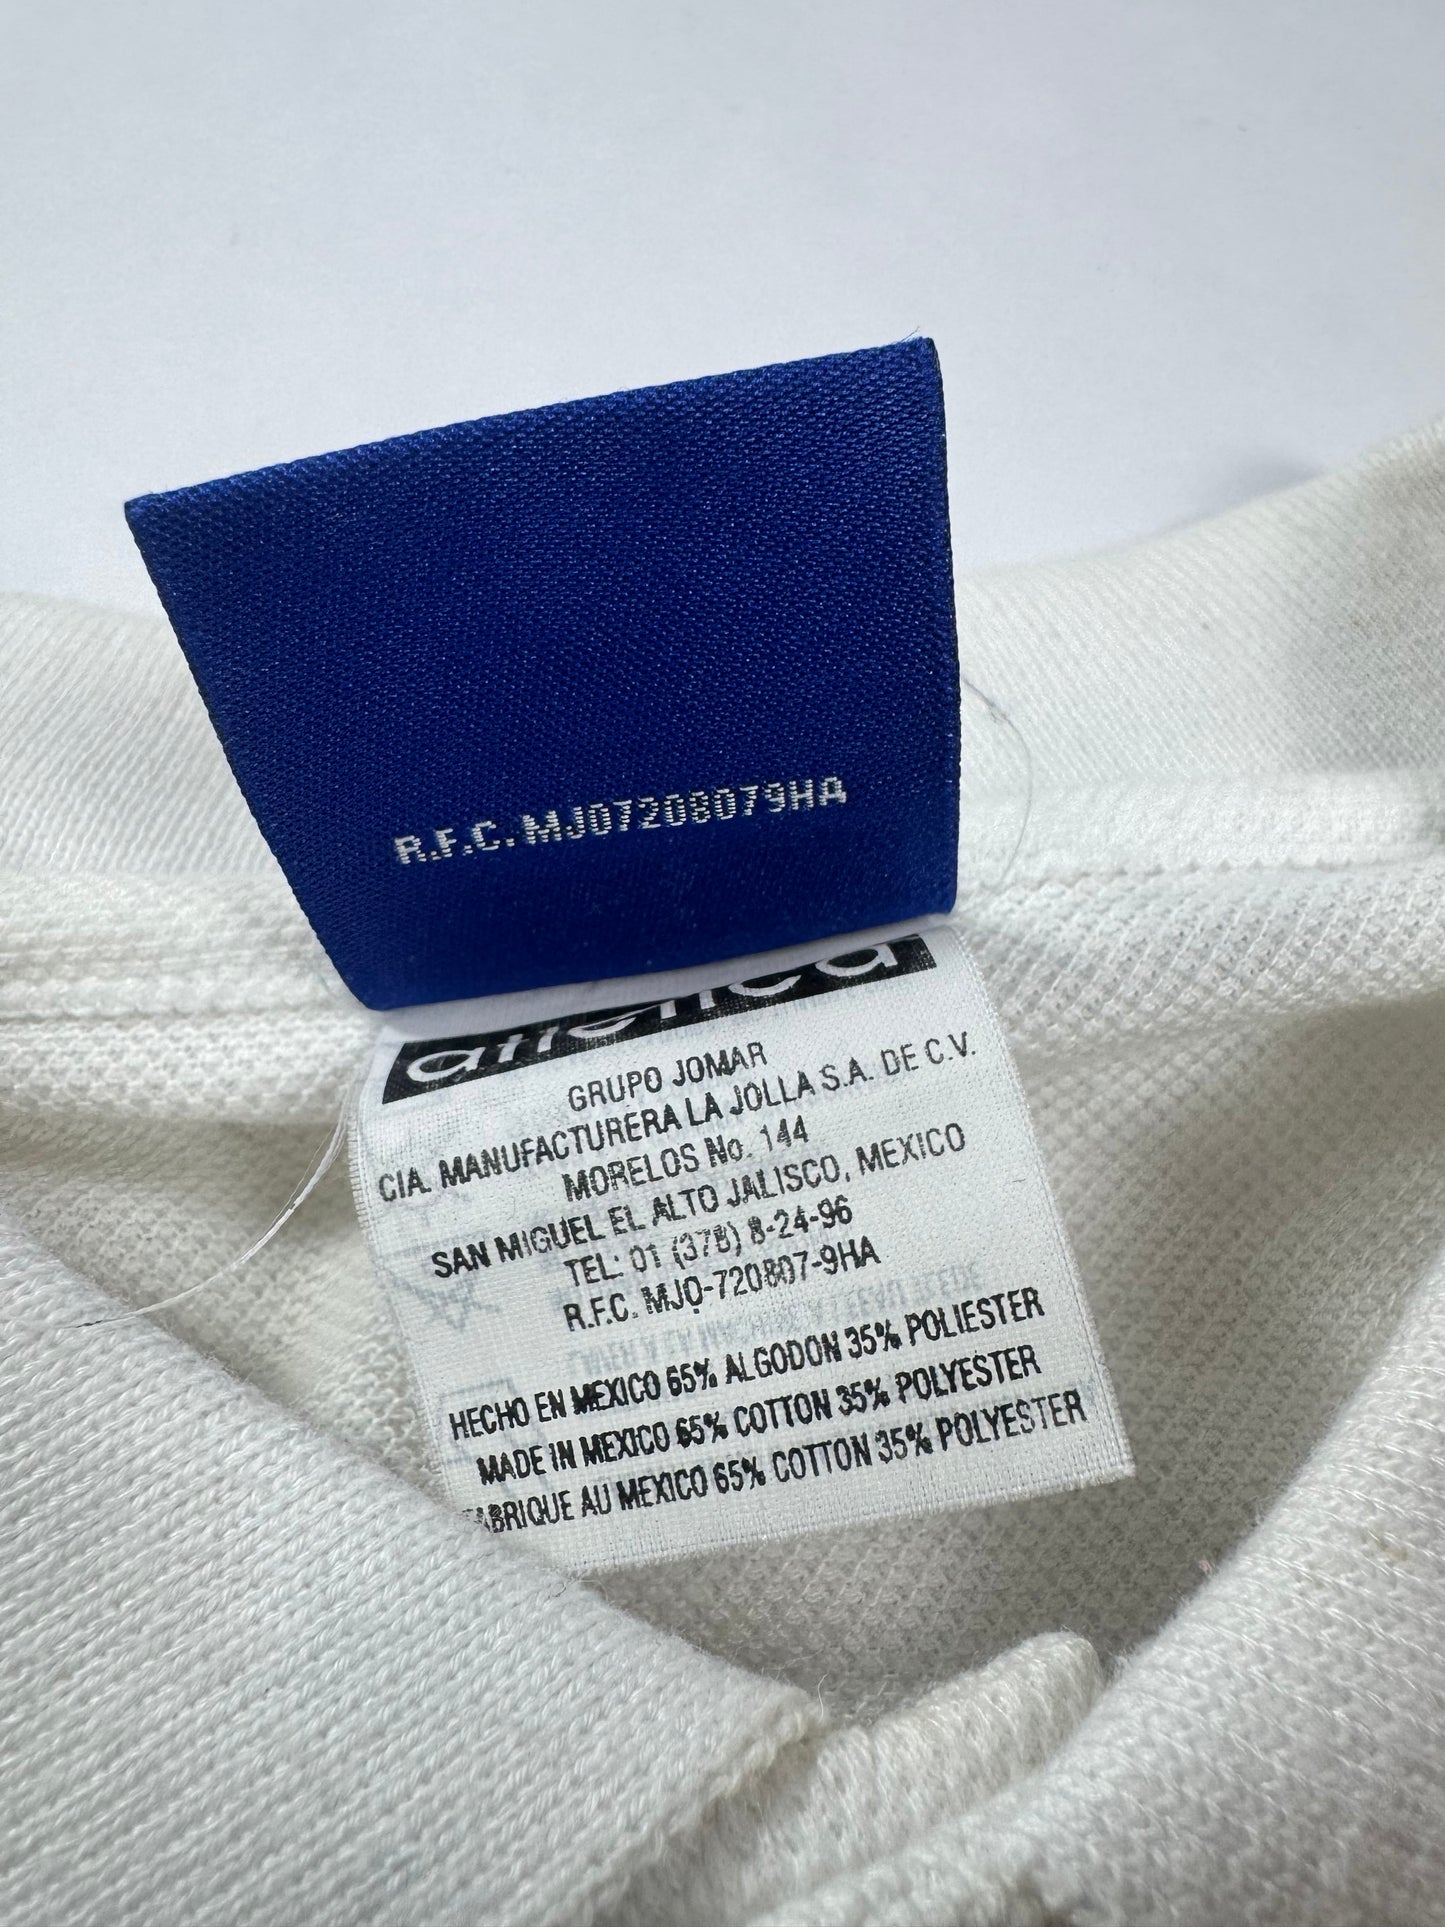 R.F.C. MJO7208079HA
atletica
GRUPO JOMAR
CIA. MANUFACTURERA LA JOLLA S.A. DE C.V.
MORELOS No. 144
SAN MIGUEL EL ALTO JALISCO, MEXICO
TEL: 01 (378) 8-24-96
R.F.C. MJO-720807-9HA
HECHO EN MEXICO 65% ALGODON 35% POLIESTER
MADE IN MEXICO 65% COTTON 35% POLYESTER
FABRIQUE AU MEXICO 65% COTTON 35% POLYESTER